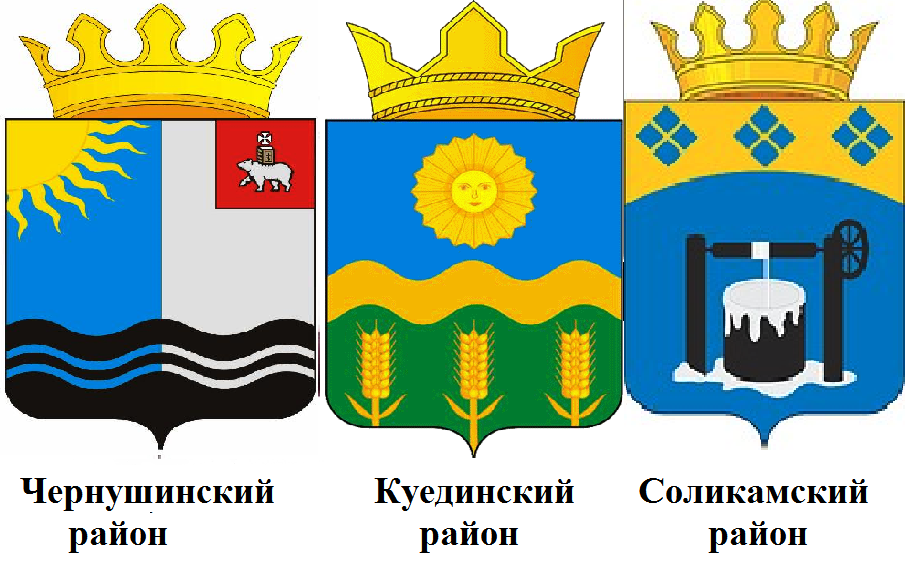 Чернушинский
район
Куединский
район
Соликамский
район